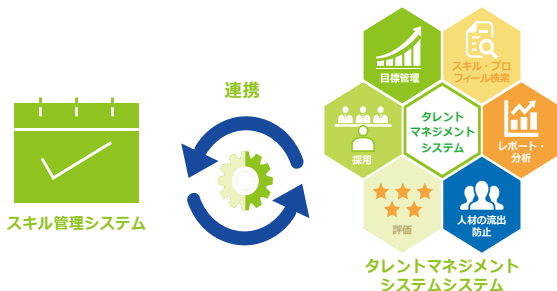 連携
スキル管理システム
目標管理
スキル・プロ
フィール検索
採用
タレント
マネジメント
システム
レポート・
分析
評価
人材の流出
防止
タレントマネジメント
システムシステム